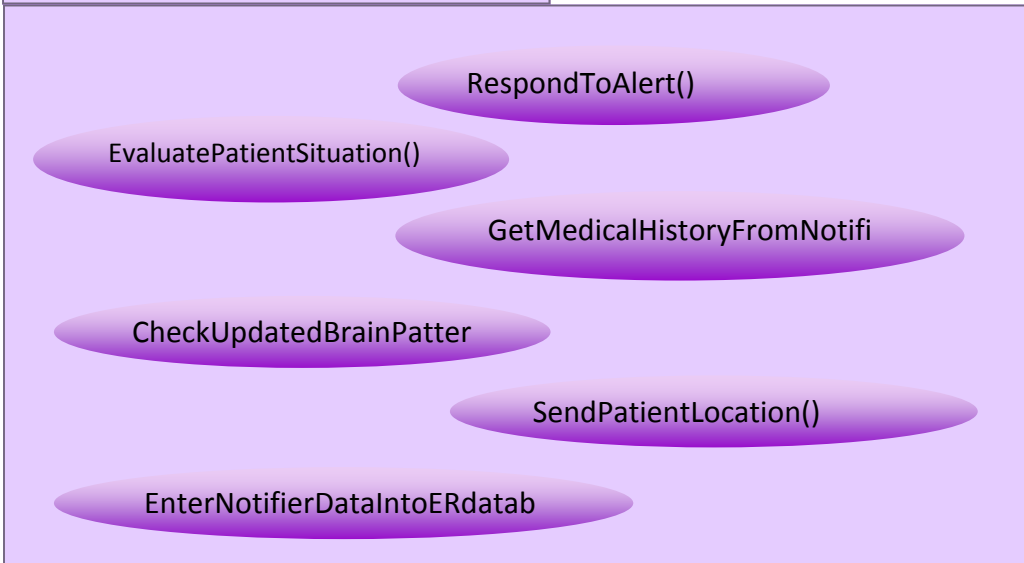 RespondToAlert()
EvaluatePatientSituation()
GetMedicalHistoryFromNotifi
CheckUpdatedBrainPatter
SendPatientLocation()
EnterNotifierDataIntoERdatab